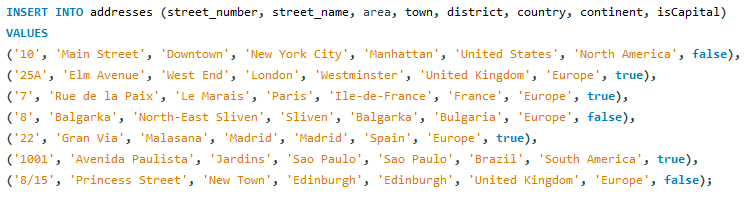 INSERT INTO addresses (street_number, street_name, area, town, district, country, continent, isCapital)
VALUES
('10', 'Main Street', 'Downtown', 'New York City', 'Manhattan', 'United States', 'North America', false),
('25A', 'Elm Avenue', 'West End', 'London', 'Westminster', 'United Kingdom', 'Europe', true),
('7', 'Rue de la Paix', 'Le Marais', 'Paris', 'Ile-de-France', 'France', 'Europe', true),
('8', 'Balgarka', 'North-East Sliven', 'Sliven', 'Balgarka', 'Bulgaria', 'Europe', false),
('22', 'Gran Via', 'Malasana', 'Madrid', 'Madrid', 'Spain', 'Europe', true),
('1001', 'Avenida Paulista', 'Jardins', 'Sao Paulo', 'Sao Paulo', 'Brazil', 'South America', true),
('8/15', 'Princess Street', 'New Town', 'Edinburgh', 'Edinburgh', 'United Kingdom', 'Europe', false);